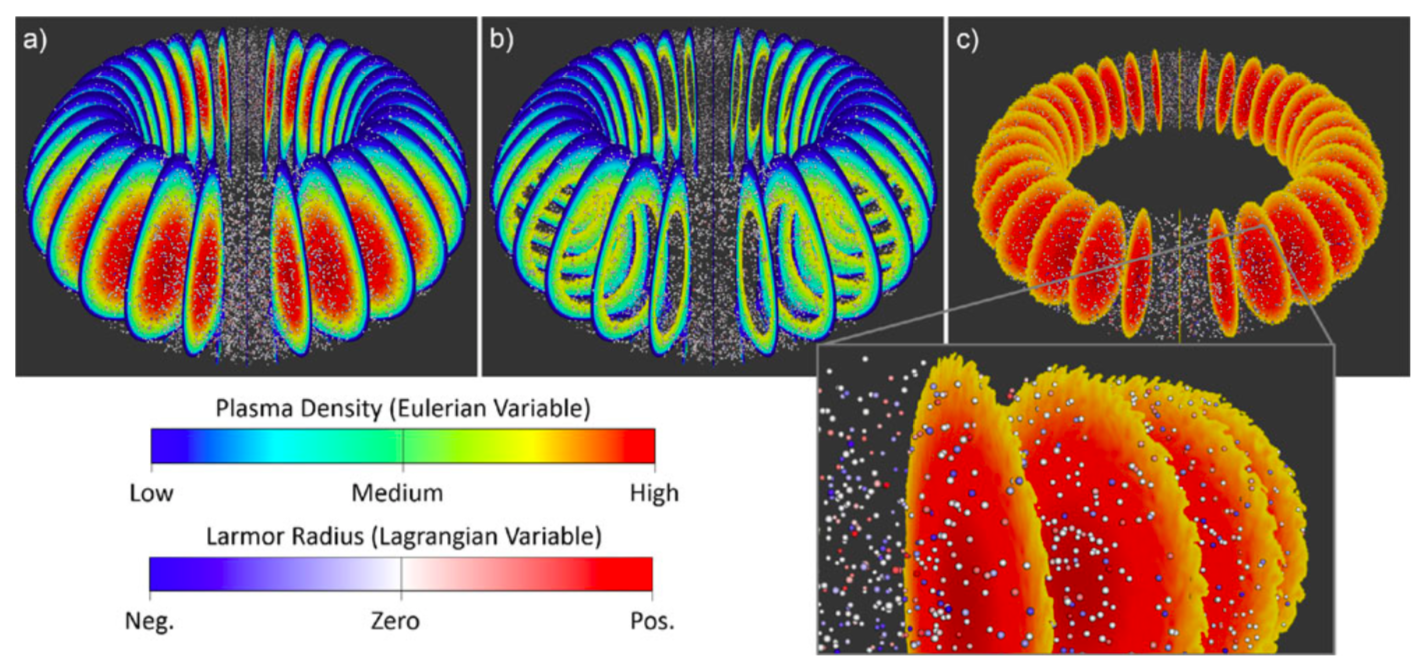 a)
b)
c)
Plasma Density (Eulerian Variable)
Low Medium High
Larmor Radius (Lagrangian Variable)
Neg. Zero Pos.